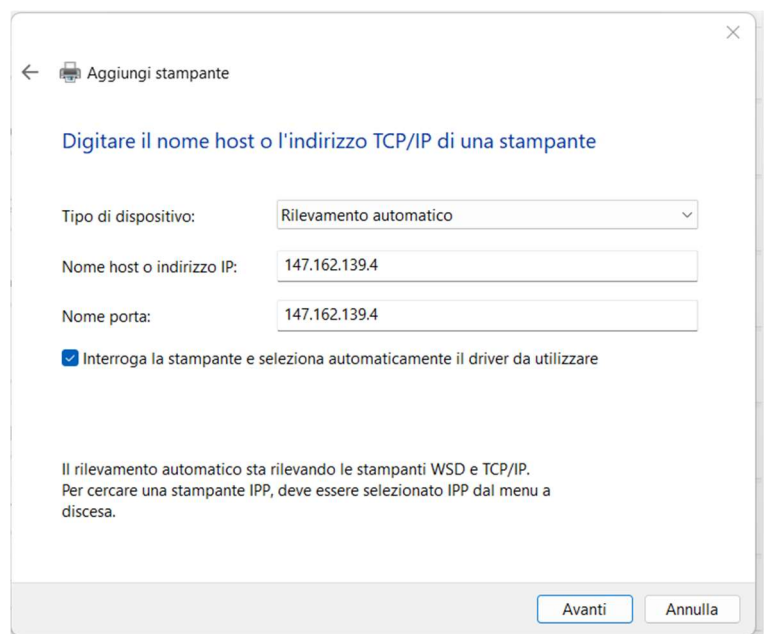 Aggiungi stampante
Digitare il nome host o l'indirizzo TCP/IP di una stampante
Tipo di dispositivo: Rilevamento automatico
Nome host o indirizzo IP: 147.162.139.4
Nome porta: 147.162.139.4
Interroga la stampante e seleziona automaticamente il driver da utilizzare
Il rilevamento automatico sta rilevando le stampanti WSD e TCP/IP.
Per cercare una stampante IPP, deve essere selezionato IPP dal menu a
discesa.
Avanti Annulla